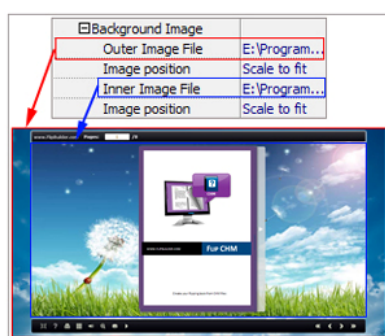 Background Image
Outer Image File E:\Program...
Image position Scale to fit
Inner Image File E:\Program...
Image position Scale to fit
Pages:
FLIP CHM